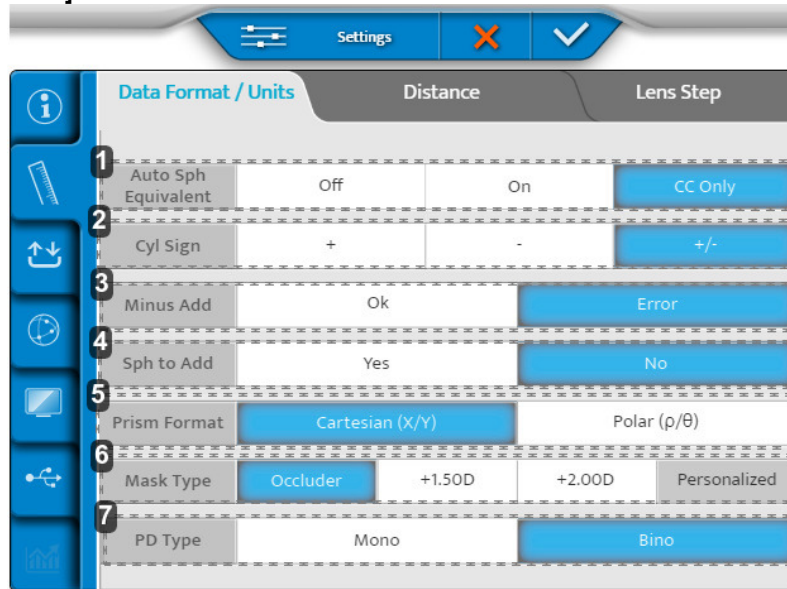 Settings
Data Format / Units Distance Lens Step
1
Auto Sph Equivalent Off On CC Only
2
Cyl Sign + - +/-
3
Minus Add Ok Error
4
Sph to Add Yes No
5
Prism Format Cartesian (X/Y) Polar (ρ/θ)
6
Mask Type Occluder +1.50D +2.00D Personalized
7
PD Type Mono Bino